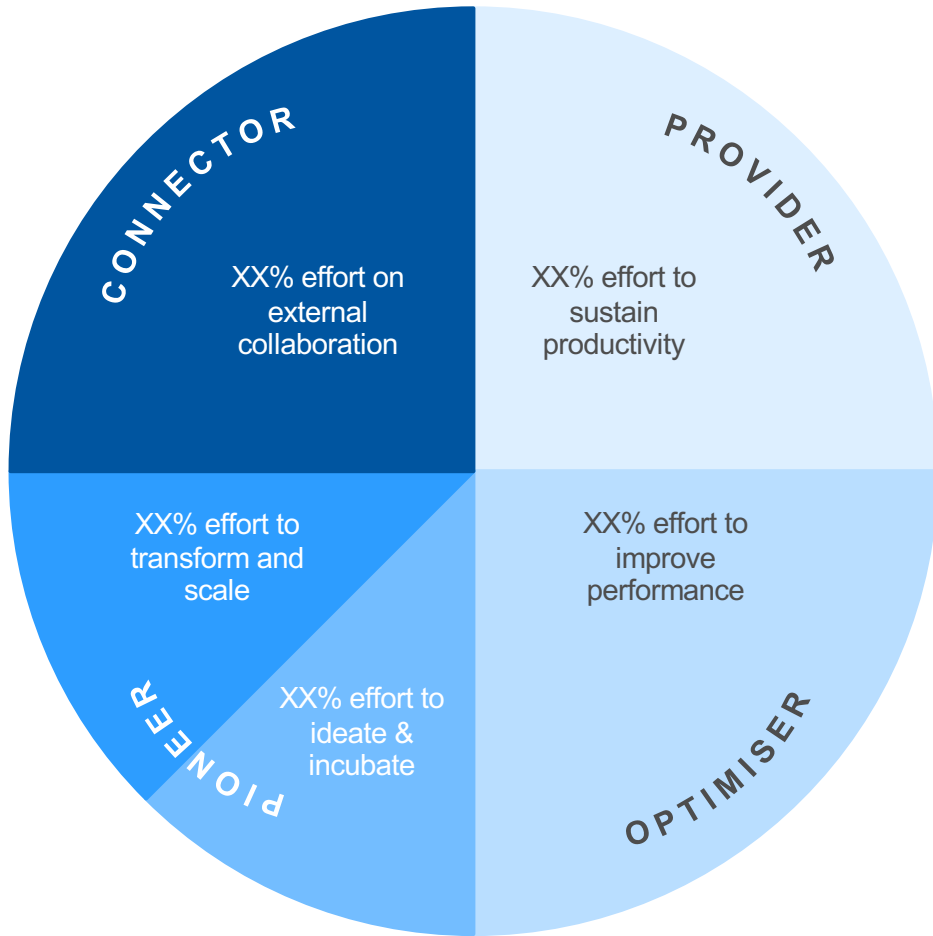 CONNECTOR
XX% effort on
external
collaboration
PROVIDER
XX% effort to
sustain
productivity
XX% effort to
transform and
scale
PIONEER
XX% effort to
ideate &
incubate
XX% effort to
improve
performance
OPTIMISER